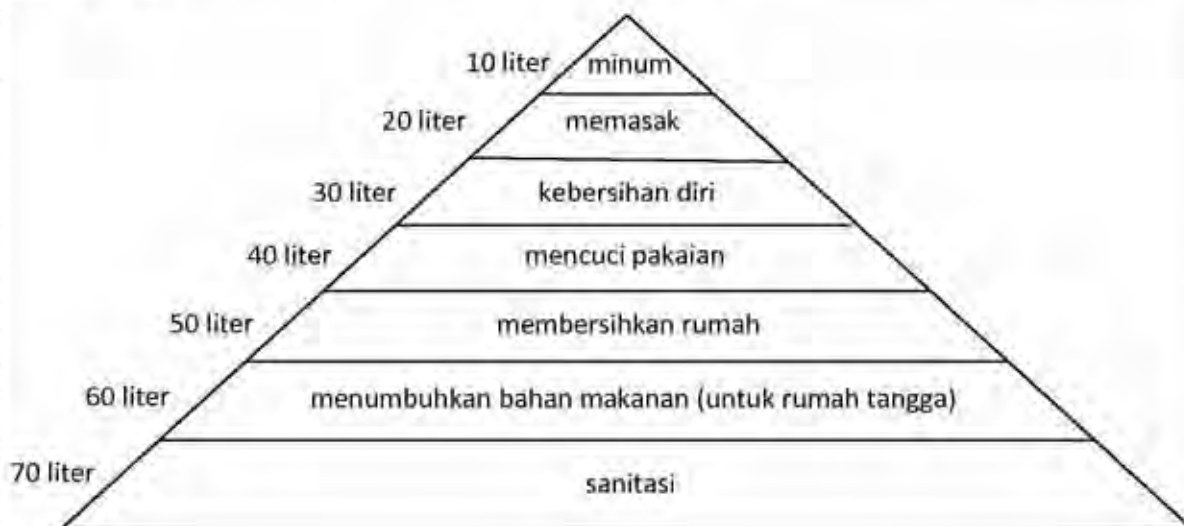 10 liter minum
20 liter memasak
30 liter kebersihan diri
40 liter mencuci pakaian
50 liter membersihkan rumah
60 liter menumbuhkan bahan makanan (untuk rumah tangga)
70 liter sanitasi